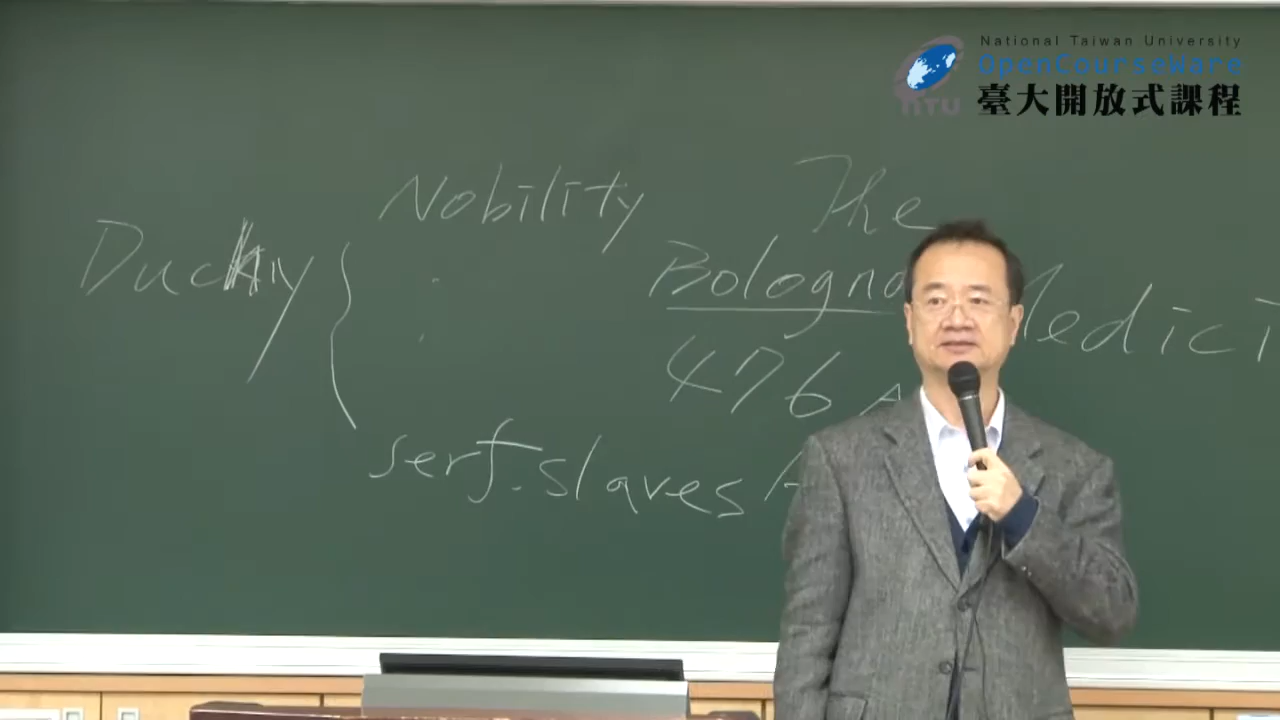 National Taiwan University
OpenCourseWare
臺大開放式課程
NTU
Nobility
The
Duchy
Bologna
Medici
476 A
serf. slaves